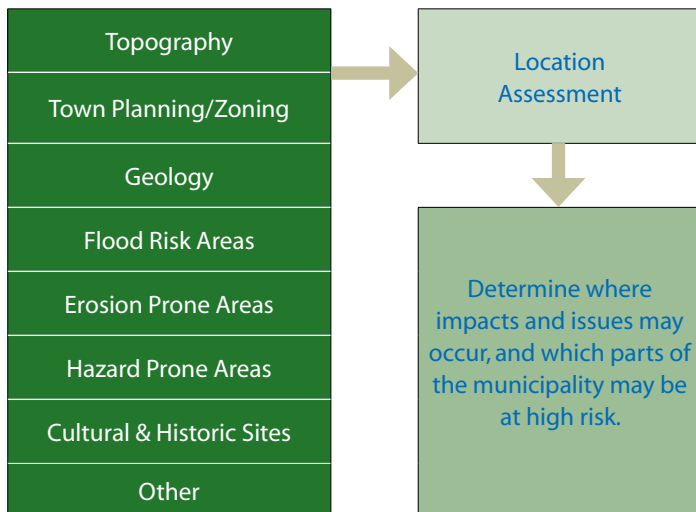 Topography
Town Planning/Zoning
Geology
Flood Risk Areas
Erosion Prone Areas
Hazard Prone Areas
Cultural & Historic Sites
Other
Location
Assessment
Determine where
impacts and issues may
occur, and which parts of
the municipality may be
at high risk.